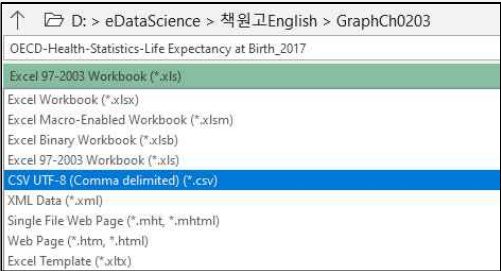 D: > eDataScience > 책원고English > GraphCh0203
OECD-Health-Statistics-Life Expectancy at Birth_2017
Excel 97-2003 Workbook (*.xls)
Excel Workbook (*.xlsx)
Excel Macro-Enabled Workbook (*.xlsm)
Excel Binary Workbook (*.xlsb)
Excel 97-2003 Workbook (*.xls)
CSV UTF-8 (Comma delimited) (*.csv)
XML Data (*.xml)
Single File Web Page (*.mht, *.mhtml)
Web Page (*.htm, *.html)
Excel Template (*.xltx)